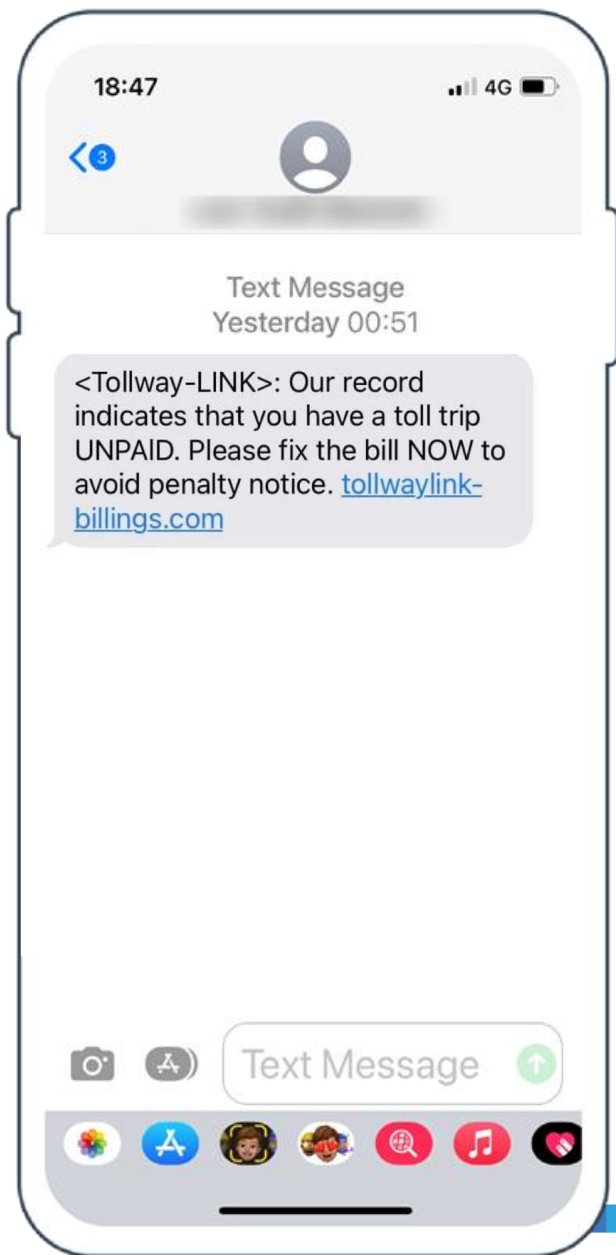 18:47
4G
3
Text Message
Yesterday 00:51
<Tollway-LINK>: Our record
indicates that you have a toll trip
UNPAID. Please fix the bill NOW to
avoid penalty notice. tollwaylink-
billings.com
Text Message